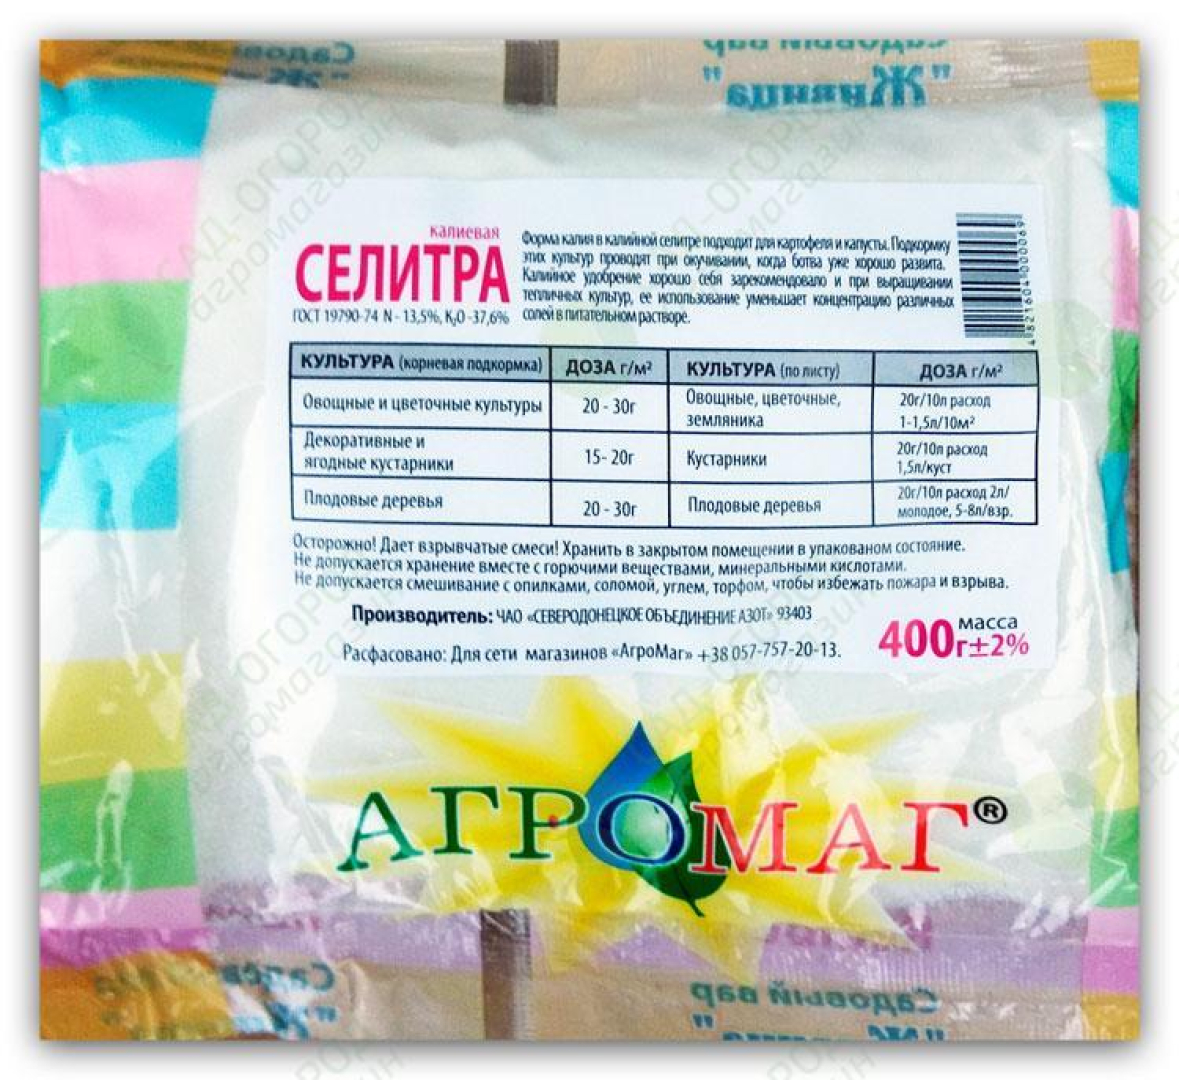 Садовый вар
"Живица"
калиевая
СЕЛИТРА
ГОСТ 19790-74 N - 13,5%, K₂O -37,6%
Форма калия в калийной селитре подходит для картофеля и капусты. Подкормку
этих культур проводят при окучивании, когда ботва уже хорошо развита.
Калийное удобрение хорошо себя зарекомендовало и при выращивании
тепличных культур, ее использование уменьшает концентрацию различных
солей в питательном растворе.
КУЛЬТУРА (корневая подкормка) ДОЗА г/м² КУЛЬТУРА (по листу) ДОЗА г/м²
Овощные и цветочные культуры 20 - 30г Овощные, цветочные, 20г/10л расход
земляника 1-1,5л/10м²
Декоративные и 15- 20г Кустарники 20г/10л расход
ягодные кустарники 1,5л/куст
Плодовые деревья 20 - 30г Плодовые деревья 20г/10л расход 2л/
молодое, 5-8л/взр.
Осторожно! Дает взрывчатые смеси! Хранить в закрытом помещении в упакованом состояние.
Не допускается хранение вместе с горючими веществами, минеральными кислотами.
Не допускается смешивание с опилками, соломой, углем, торфом, чтобы избежать пожара и взрыва.
Производитель: ЧАО «СЕВЕРОДОНЕЦКОЕ ОБЪЕДИНЕНИЕ АЗОТ» 93403
Расфасовано: Для сети магазинов «АгроМаг» +38 057-757-20-13.
масса
400г±2%
АГРОМАГ®
Садовый вар